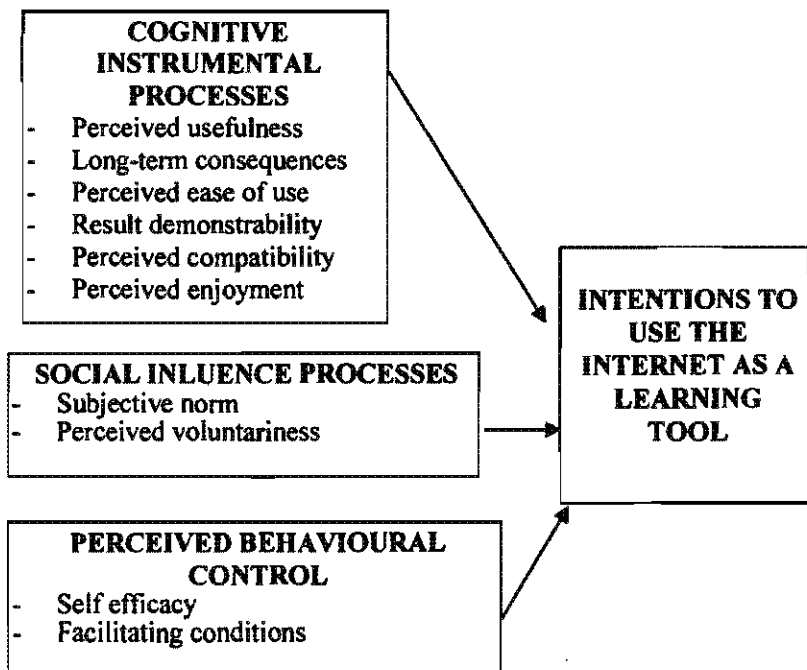 COGNITIVE
INSTRUMENTAL
PROCESSES
- Perceived usefulness
- Long-term consequences
- Perceived ease of use
- Result demonstrability
- Perceived compatibility
- Perceived enjoyment
SOCIAL INLUENCE PROCESSES
- Subjective norm
- Perceived voluntariness
PERCEIVED BEHAVIOURAL
CONTROL
- Self efficacy
- Facilitating conditions
INTENTIONS TO
USE THE
INTERNET AS A
LEARNING
TOOL